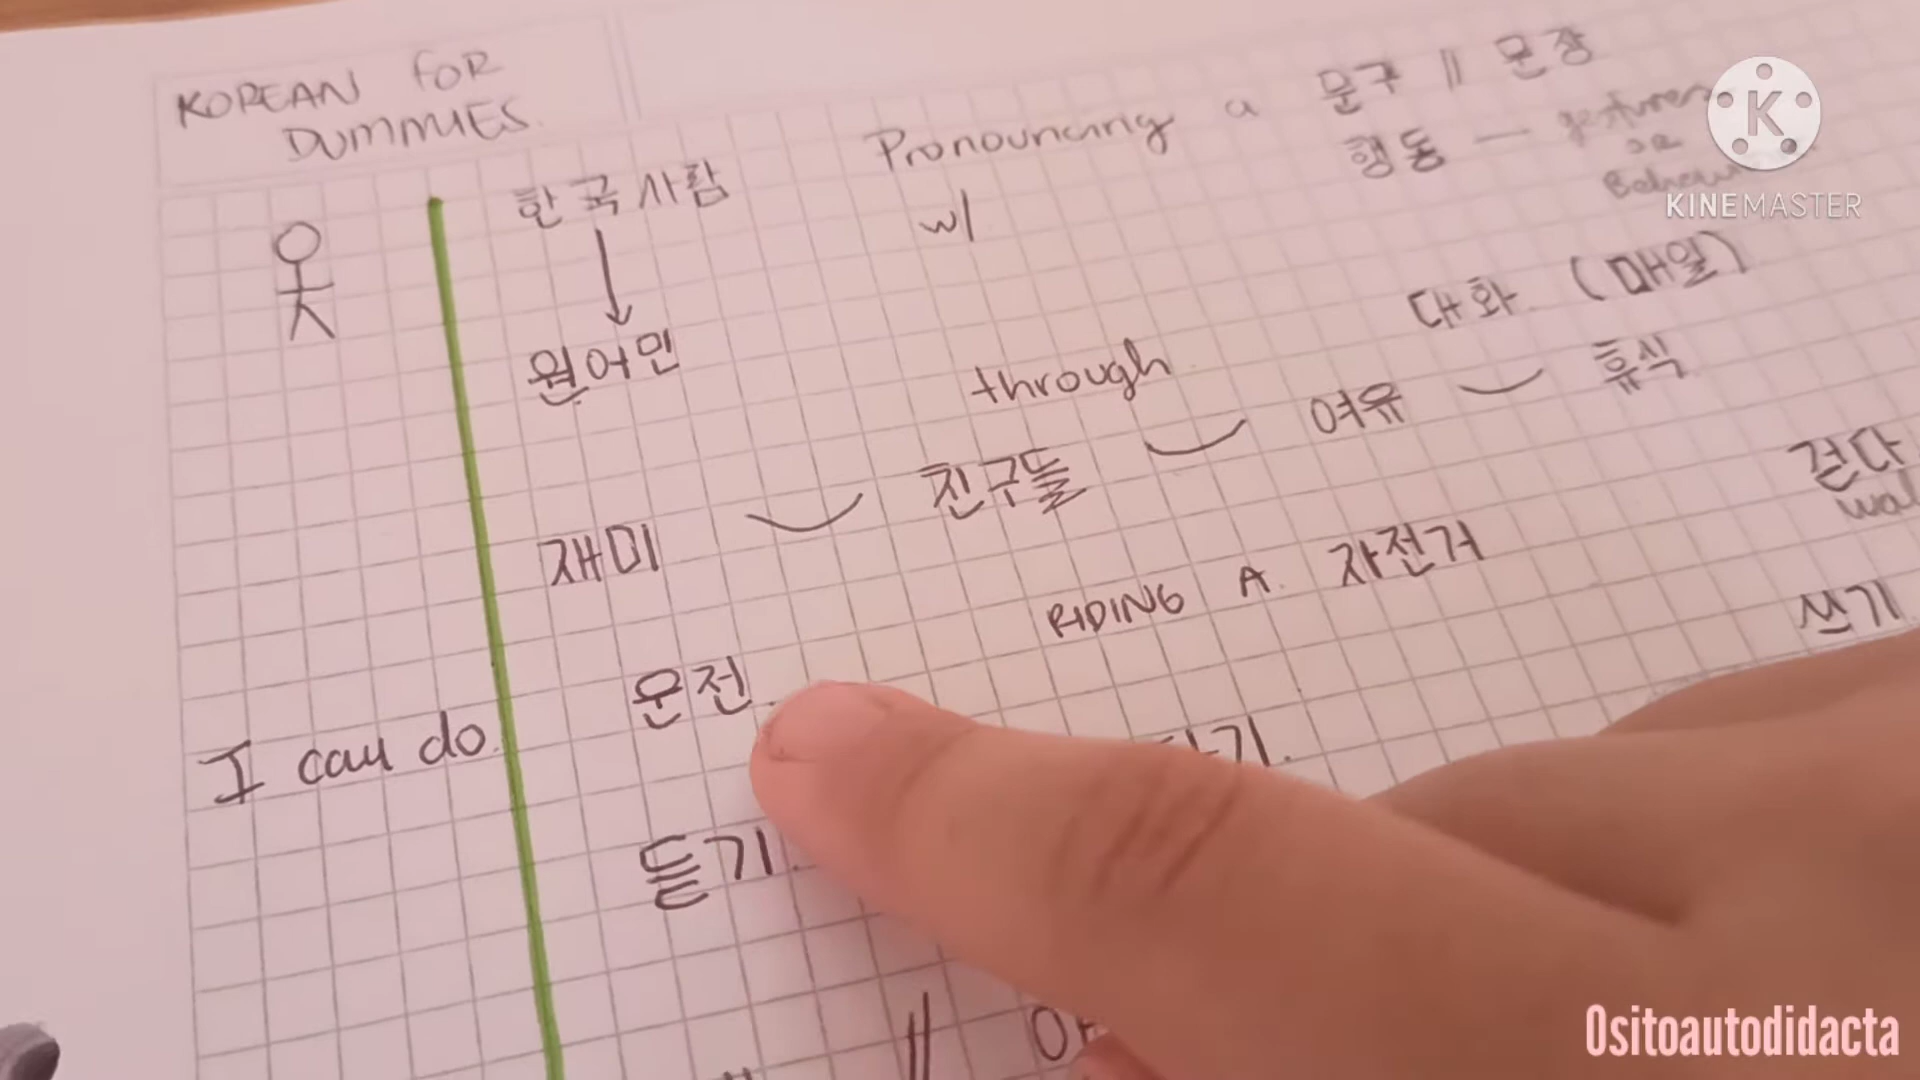 KOREAN FOR
DUMMIES.
Pronouncing a 문구 // 문장
w/
행동 — gestures
or
한국사람
원어민
대화 (매일)
through
재미 친구들 여유 휴식
걷다
RIDING A. 자전거
쓰기
운전.
I can do.
듣기.
K
KINEMASTER
Ositoautodidacta